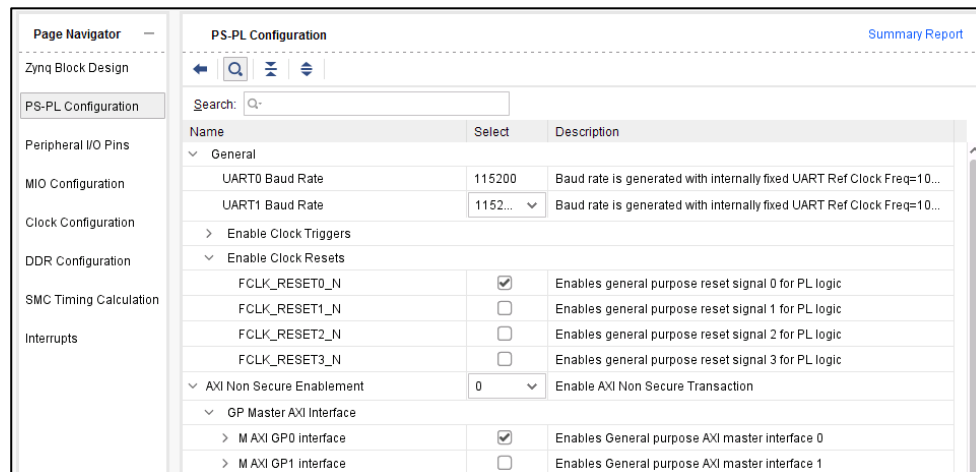 Page Navigator —
Zynq Block Design
PS-PL Configuration
Peripheral I/O Pins
MIO Configuration
Clock Configuration
DDR Configuration
SMC Timing Calculation
Interrupts
PS-PL Configuration Summary Report
Search:
Name Select Description
General
UART0 Baud Rate 115200 Baud rate is generated with internally fixed UART Ref Clock Freq=10...
UART1 Baud Rate 1152... Baud rate is generated with internally fixed UART Ref Clock Freq=10...
Enable Clock Triggers
Enable Clock Resets
FCLK_RESET0_N Enables general purpose reset signal 0 for PL logic
FCLK_RESET1_N Enables general purpose reset signal 1 for PL logic
FCLK_RESET2_N Enables general purpose reset signal 2 for PL logic
FCLK_RESET3_N Enables general purpose reset signal 3 for PL logic
AXI Non Secure Enablement 0 Enable AXI Non Secure Transaction
GP Master AXI Interface
M AXI GP0 interface Enables General purpose AXI master interface 0
M AXI GP1 interface Enables General purpose AXI master interface 1